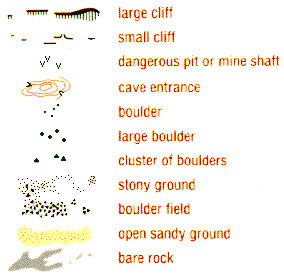 large cliff
small cliff
dangerous pit or mine shaft
cave entrance
boulder
large boulder
cluster of boulders
stony ground
boulder field
open sandy ground
bare rock